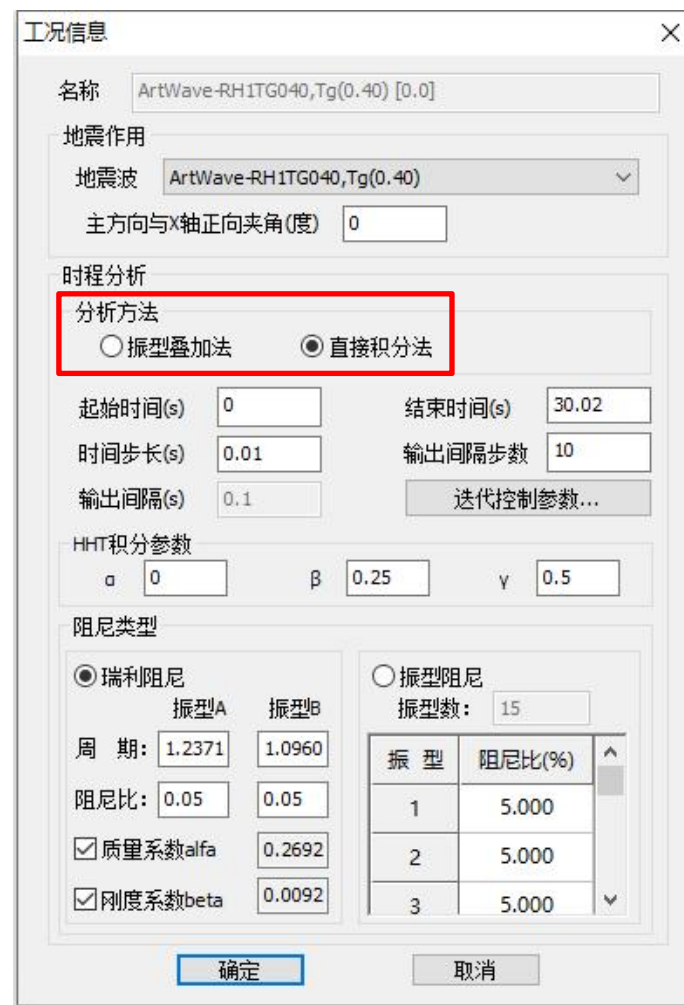 工况信息
名称 ArtWave-RH1TG040,Tg(0.40) [0.0]
地震作用
地震波 ArtWave-RH1TG040,Tg(0.40)
主方向与X轴正向夹角(度) 0
时程分析
分析方法
振型叠加法 直接积分法
起始时间(s) 0 结束时间(s) 30.02
时间步长(s) 0.01 输出间隔步数 10
输出间隔(s) 0.1 迭代控制参数...
HHT积分参数
α 0 β 0.25 γ 0.5
阻尼类型
瑞利阻尼 振型阻尼
振型A 振型B 振型数: 15
周 期: 1.2371 1.0960 振 型 阻尼比(%)
阻尼比: 0.05 0.05 1 5.000
质量系数alfa 0.2692 2 5.000
刚度系数beta 0.0092 3 5.000
确定 取消